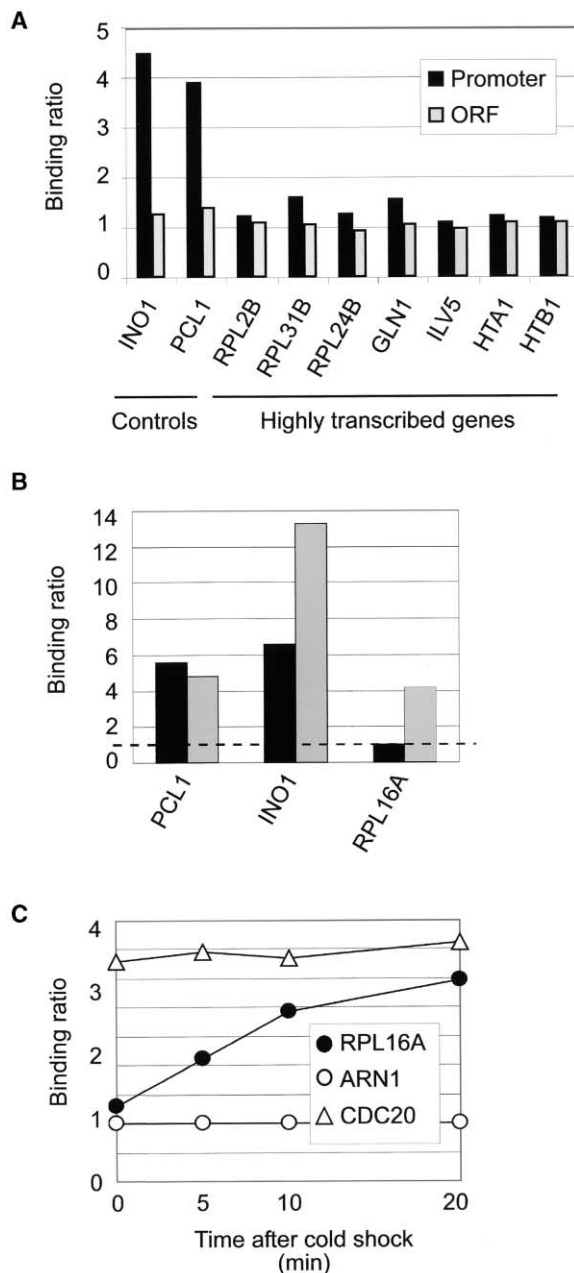 A
5
4
3
2
1
0
Binding ratio
Promoter
ORF
INO1
PCL1
RPL2B
RPL31B
RPL24B
GLN1
ILV5
HTA1
HTB1
Controls
Highly transcribed genes
B
14
12
10
8
6
4
2
0
Binding ratio
PCL1
INO1
RPL16A
C
4
3
2
1
0
Binding ratio
RPL16A
ARN1
CDC20
0
5
10
20
Time after cold shock
(min)